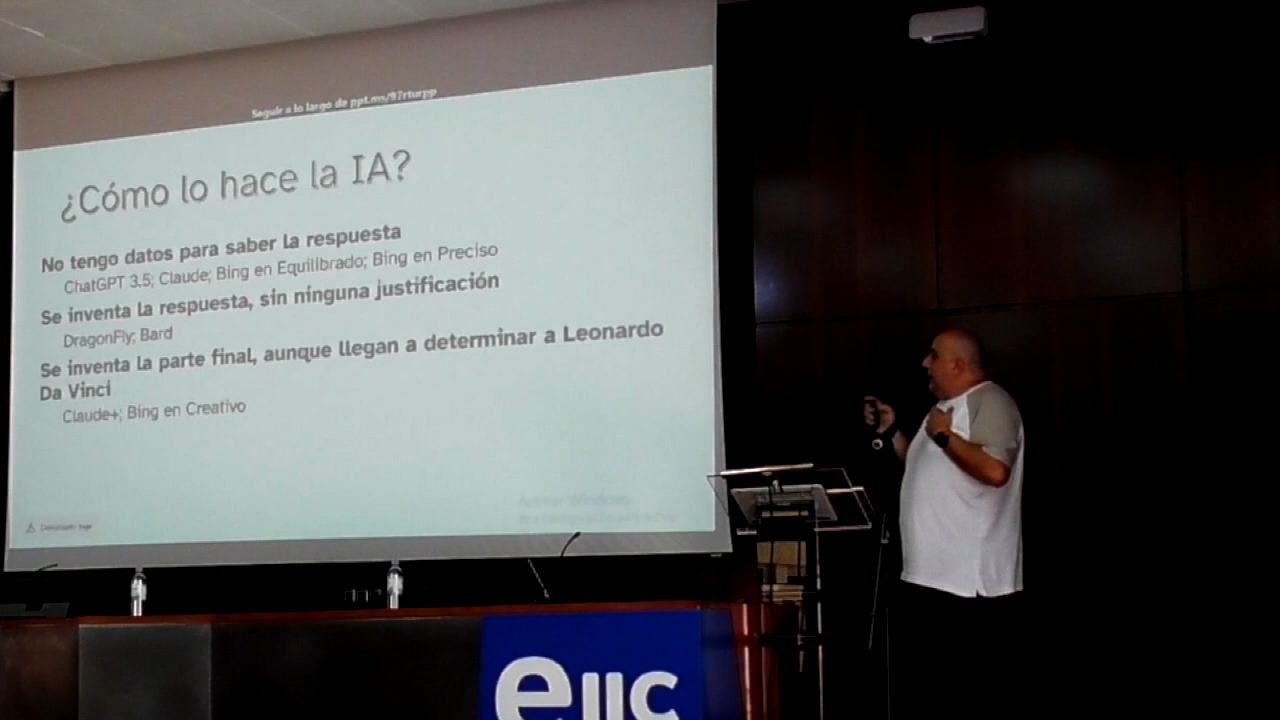 Seguir a lo largo de ppt.ms/97rturpp
¿Cómo lo hace la IA?
No tengo datos para saber la respuesta
ChatGPT 3.5; Claude; Bing en Equilibrado; Bing en Preciso
Se inventa la respuesta, sin ninguna justificación
DragonFly; Bard
Se inventa la parte final, aunque llegan a determinar a Leonardo
Da Vinci
Claude+; Bing en Creativo
Activar Windows
eiic